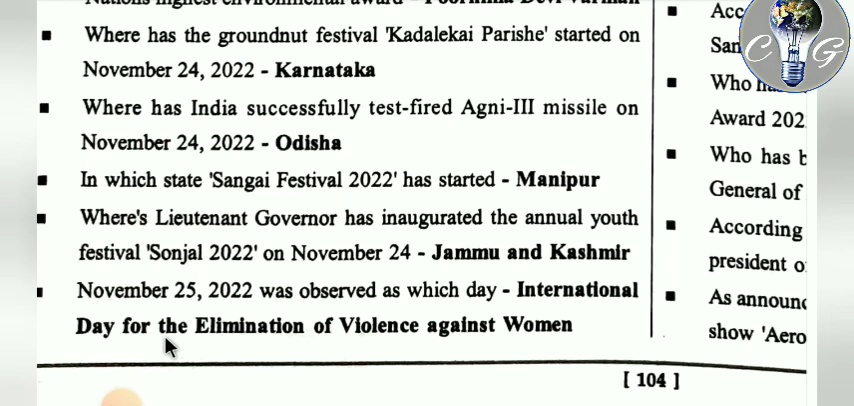 Nations highest environmental award - Poornima Devi Varman
■ Where has the groundnut festival 'Kadalekai Parishe' started on
November 24, 2022 - Karnataka
■ Where has India successfully test-fired Agni-III missile on
November 24, 2022 - Odisha
■ In which state 'Sangai Festival 2022' has started - Manipur
■ Where's Lieutenant Governor has inaugurated the annual youth
festival 'Sonjal 2022' on November 24 - Jammu and Kashmir
■ November 25, 2022 was observed as which day - International
Day for the Elimination of Violence against Women
■ Acc
San
■ Who
Award 202
■ Who has b
General of
■ According
president o
■ As announc
show 'Aero
[ 104 ]
C G